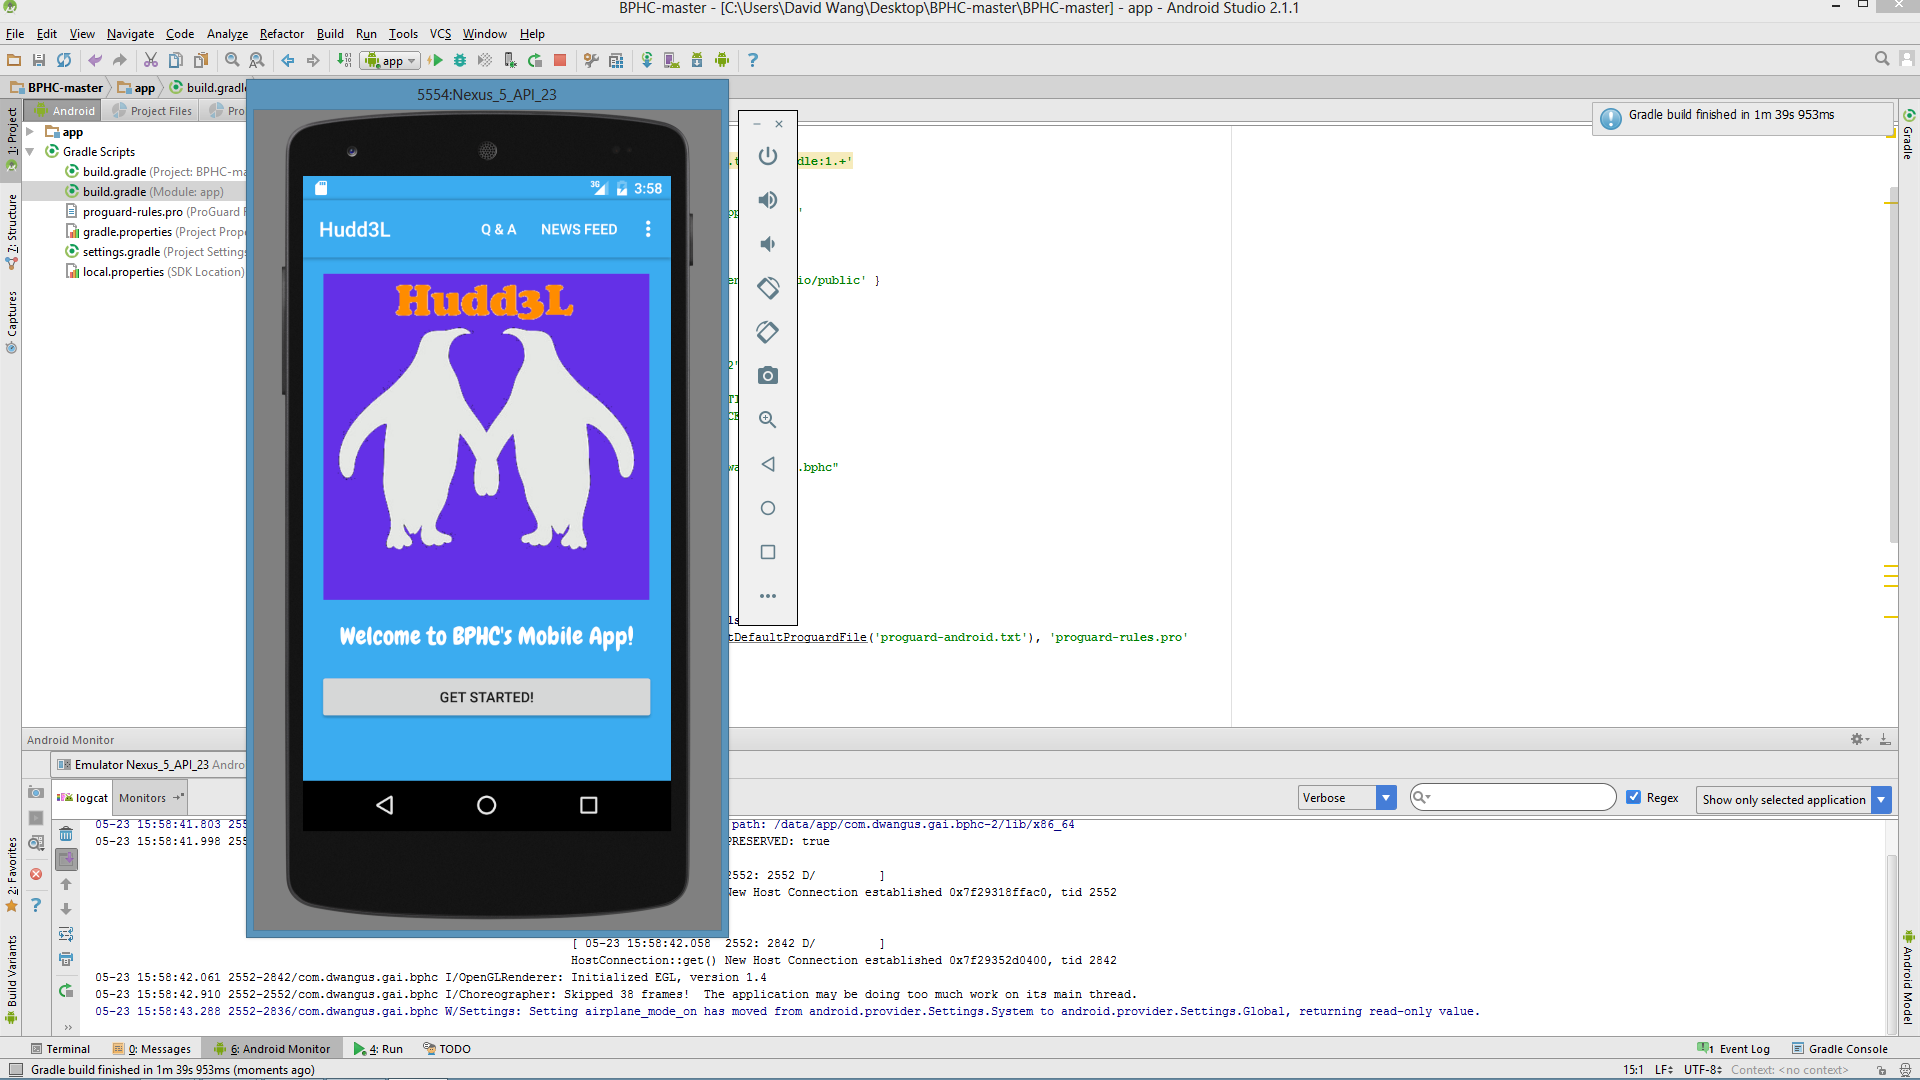 BPHC-master - [C:\Users\David Wang\Desktop\BPHC-master\BPHC-master] - app - Android Studio 2.1.1
File Edit View Navigate Code Analyze Refactor Build Run Tools VCS Window Help
app
BPHC-master app build.gradle
5554:Nexus_5_API_23
Android Project Files Pro
Gradle build finished in 1m 39s 953ms
app
Gradle Scripts
build.gradle (Project: BPHC-ma
build.gradle (Module: app)
proguard-rules.pro (ProGuard
gradle.properties (Project Prope
settings.gradle (Project Settings
local.properties (SDK Location)
1: Project
7: Structure
Captures
2: Favorites
Build Variants
Gradle
Android Model
3G 3:58
Hudd3L Q & A NEWS FEED
Hudd3L
Welcome to BPHC's Mobile App!
GET STARTED!
dle:1.+'
io/public' }
.bphc"
tDefaultProguardFile('proguard-android.txt'), 'proguard-rules.pro'
Android Monitor
Emulator Nexus_5_API_23 Andro
logcat Monitors
Verbose Regex Show only selected application
05-23 15:58:41.803 255 path: /data/app/com.dwangus.gai.bphc-2/lib/x86_64
05-23 15:58:41.998 255 PRESERVED: true
2552: 2552 D/ ]
New Host Connection established 0x7f29318ffac0, tid 2552
[ 05-23 15:58:42.058 2552: 2842 D/ ]
HostConnection::get() New Host Connection established 0x7f29352d0400, tid 2842
05-23 15:58:42.061 2552-2842/com.dwangus.gai.bphc I/OpenGLRenderer: Initialized EGL, version 1.4
05-23 15:58:42.910 2552-2552/com.dwangus.gai.bphc I/Choreographer: Skipped 38 frames! The application may be doing too much work on its main thread.
05-23 15:58:43.288 2552-2836/com.dwangus.gai.bphc W/Settings: Setting airplane_mode_on has moved from android.provider.Settings.System to android.provider.Settings.Global, returning read-only value.
Terminal 0: Messages 6: Android Monitor 4: Run TODO 1 Event Log Gradle Console
Gradle build finished in 1m 39s 953ms (moments ago) 15:1 LF UTF-8 Context: <no context>